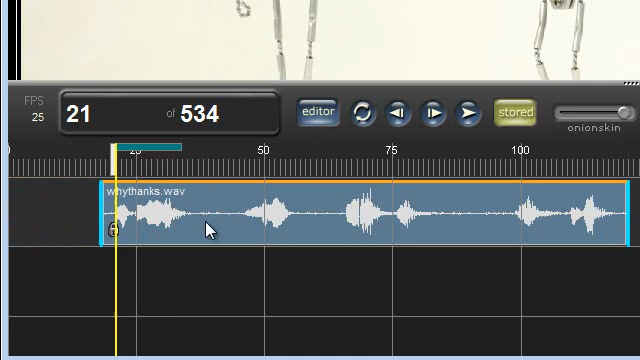 FPS
25
21 of 534
editor
stored
onionskin
25 50 75 100
whythanks.wav